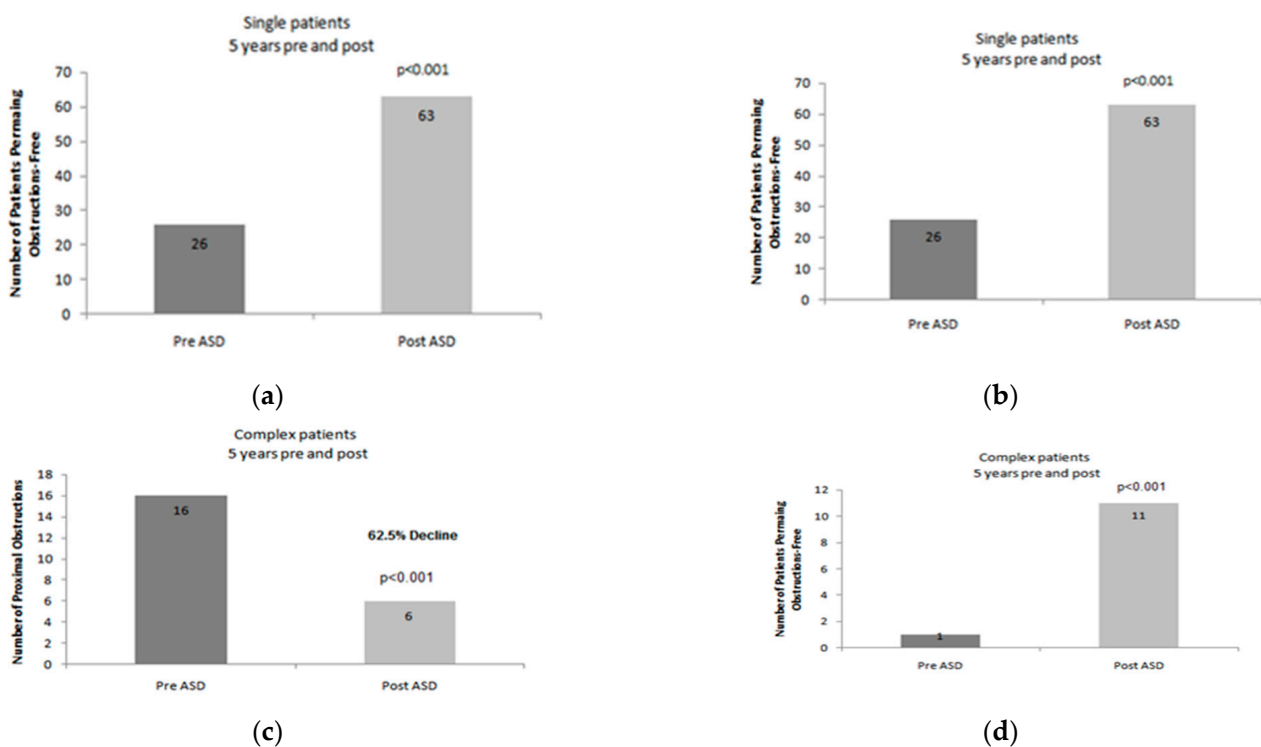 Single patients
5 years pre and post
p<0.001
Number of Patients Permaing
Obstructions-Free
70
60
50
40
30
20
10
0
26
63
Pre ASD
Post ASD
(a)
Single patients
5 years pre and post
p<0.001
Number of Patients Permaing
Obstructions-Free
70
60
50
40
30
20
10
0
26
63
Pre ASD
Post ASD
(b)
Complex patients
5 years pre and post
Number of Proximal Obstructions
18
16
14
12
10
8
6
4
2
0
16
62.5% Decline
p<0.001
6
Pre ASD
Post ASD
(c)
Complex patients
5 years pre and post
p<0.001
Number of Patients Permaing
Obstructions-Free
12
10
8
6
4
2
0
1
11
Pre ASD
Post ASD
(d)